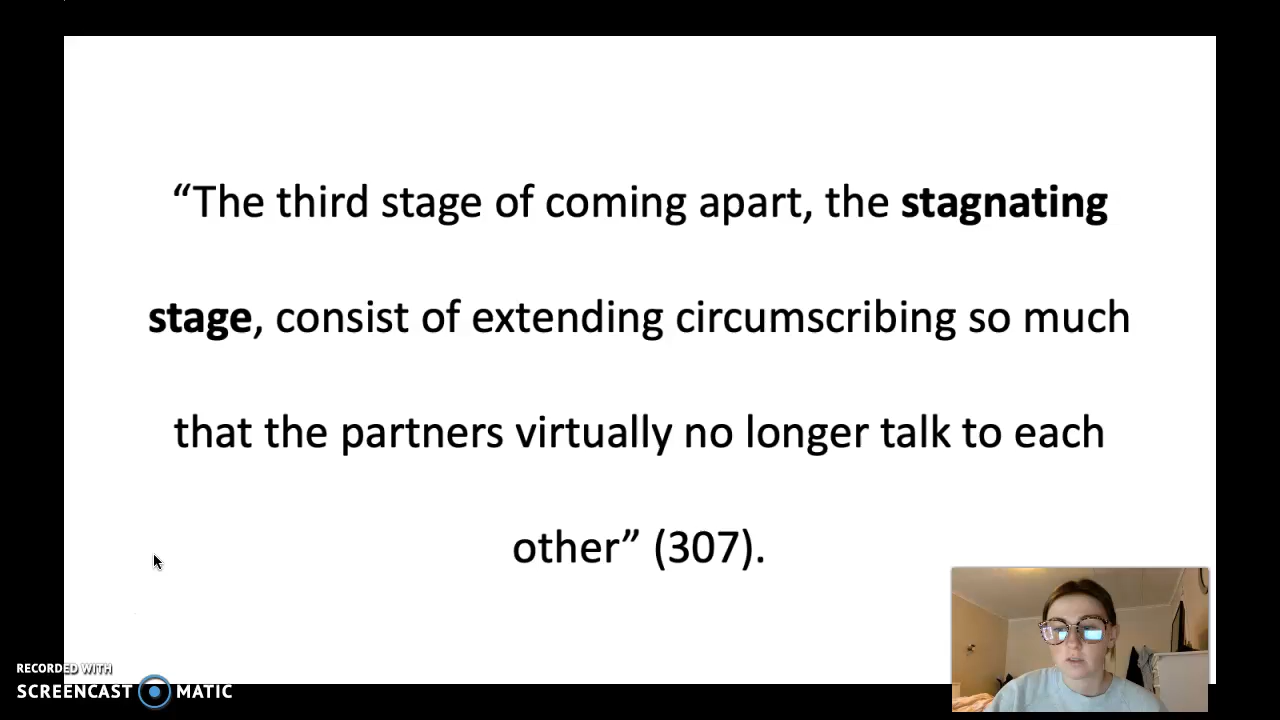 “The third stage of coming apart, the stagnating
stage, consist of extending circumscribing so much
that the partners virtually no longer talk to each
other” (307).
RECORDED WITH
SCREENCAST MATIC